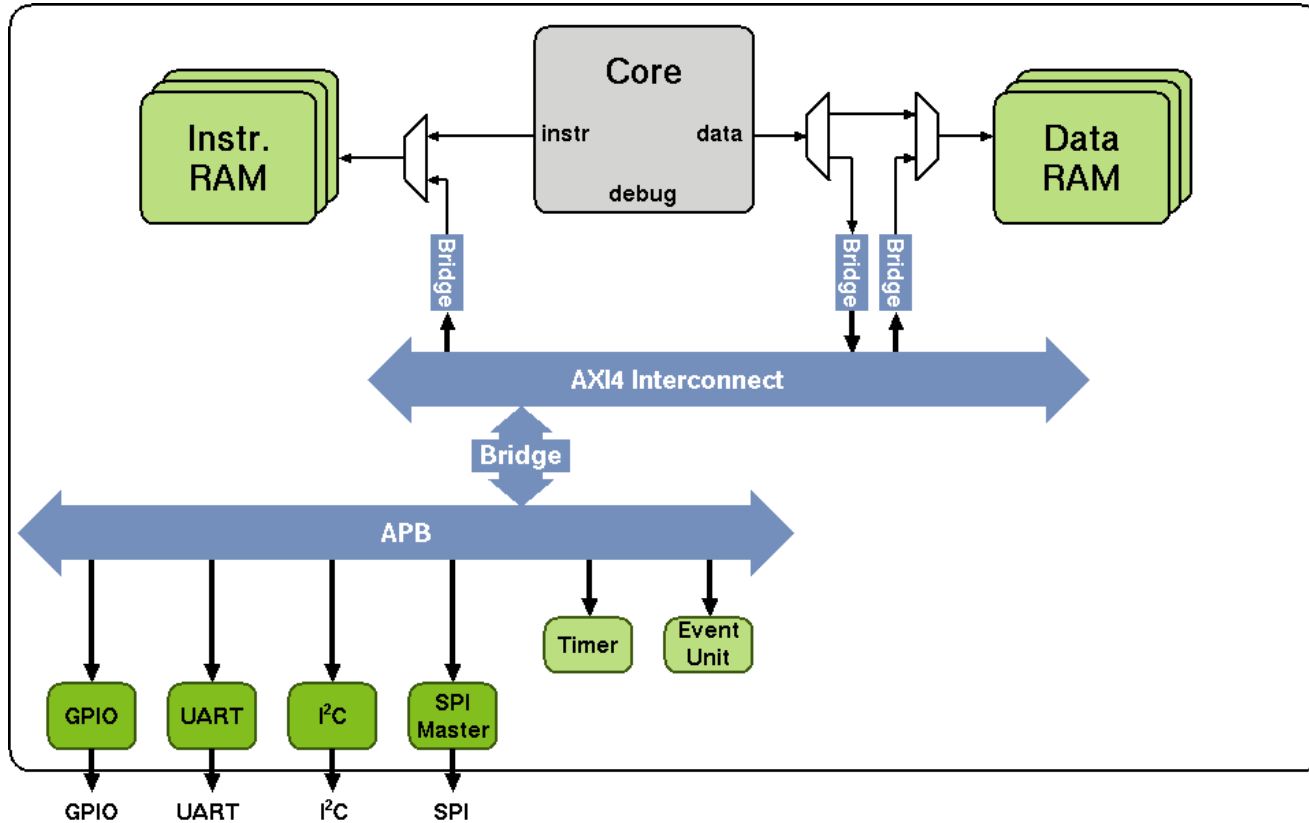 Core
Instr.
RAM
instr
data
debug
Data
RAM
Bridge
Bridge
Bridge
AXI4 Interconnect
Bridge
APB
Timer
Event
Unit
GPIO
UART
I²C
SPI
Master
GPIO
UART
I²C
SPI